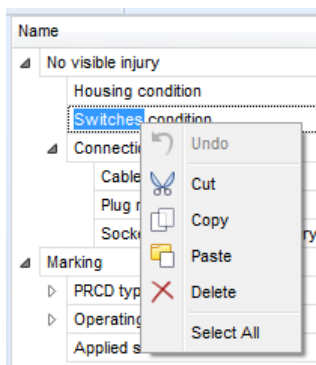 Name
No visible injury
Housing condition
Switches condition
Connecti
Undo
Cable
Cut
Plug r
Copy
Socke
ry
Marking
Paste
PRCD typ
Delete
Operating
Select All
Applied s